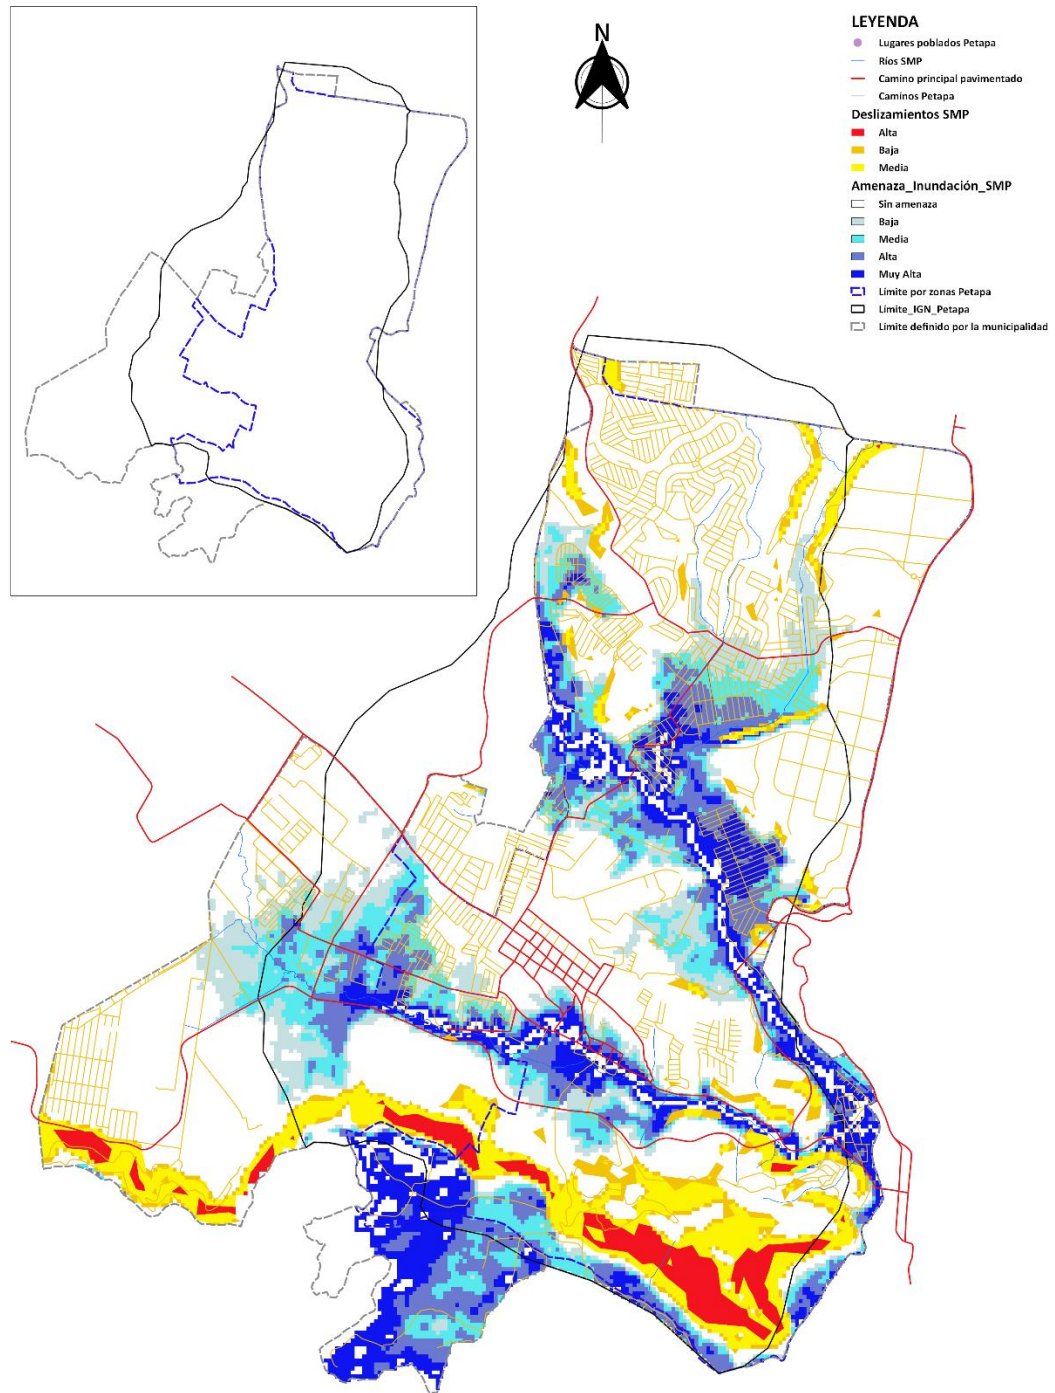 N
LEYENDA
Lugares poblados Petapa
Ríos SMP
Camino principal pavimentado
Caminos Petapa
Deslizamientos SMP
Alta
Baja
Media
Amenaza_Inundación_SMP
Sin amenaza
Baja
Media
Alta
Muy Alta
Límite por zonas Petapa
Límite_IGN_Petapa
Límite definido por la municipalidad